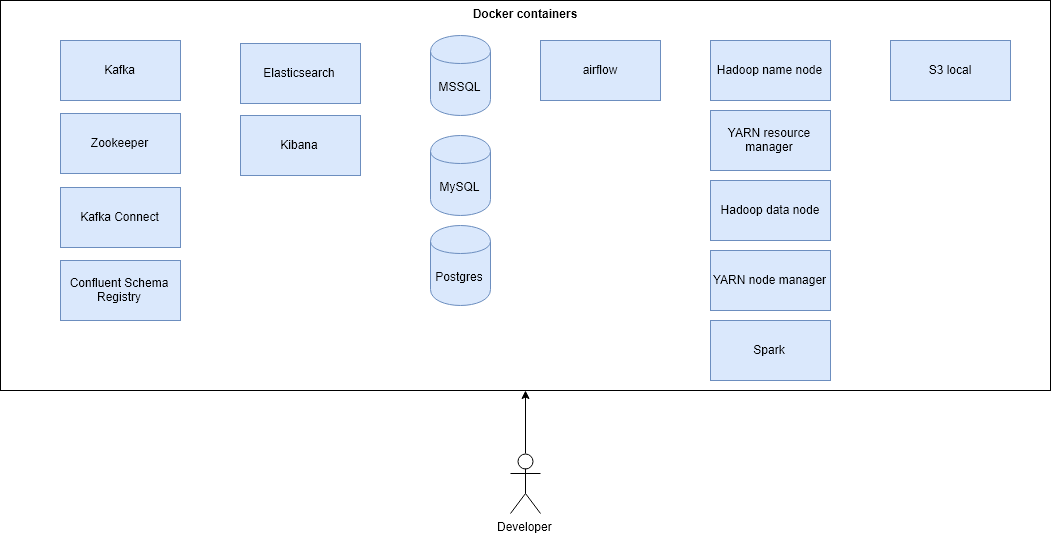 Docker containers
Kafka
Zookeeper
Kafka Connect
Confluent Schema
Registry
Elasticsearch
Kibana
MSSQL
MySQL
Postgres
airflow
Hadoop name node
YARN resource
manager
Hadoop data node
YARN node manager
Spark
S3 local
Developer